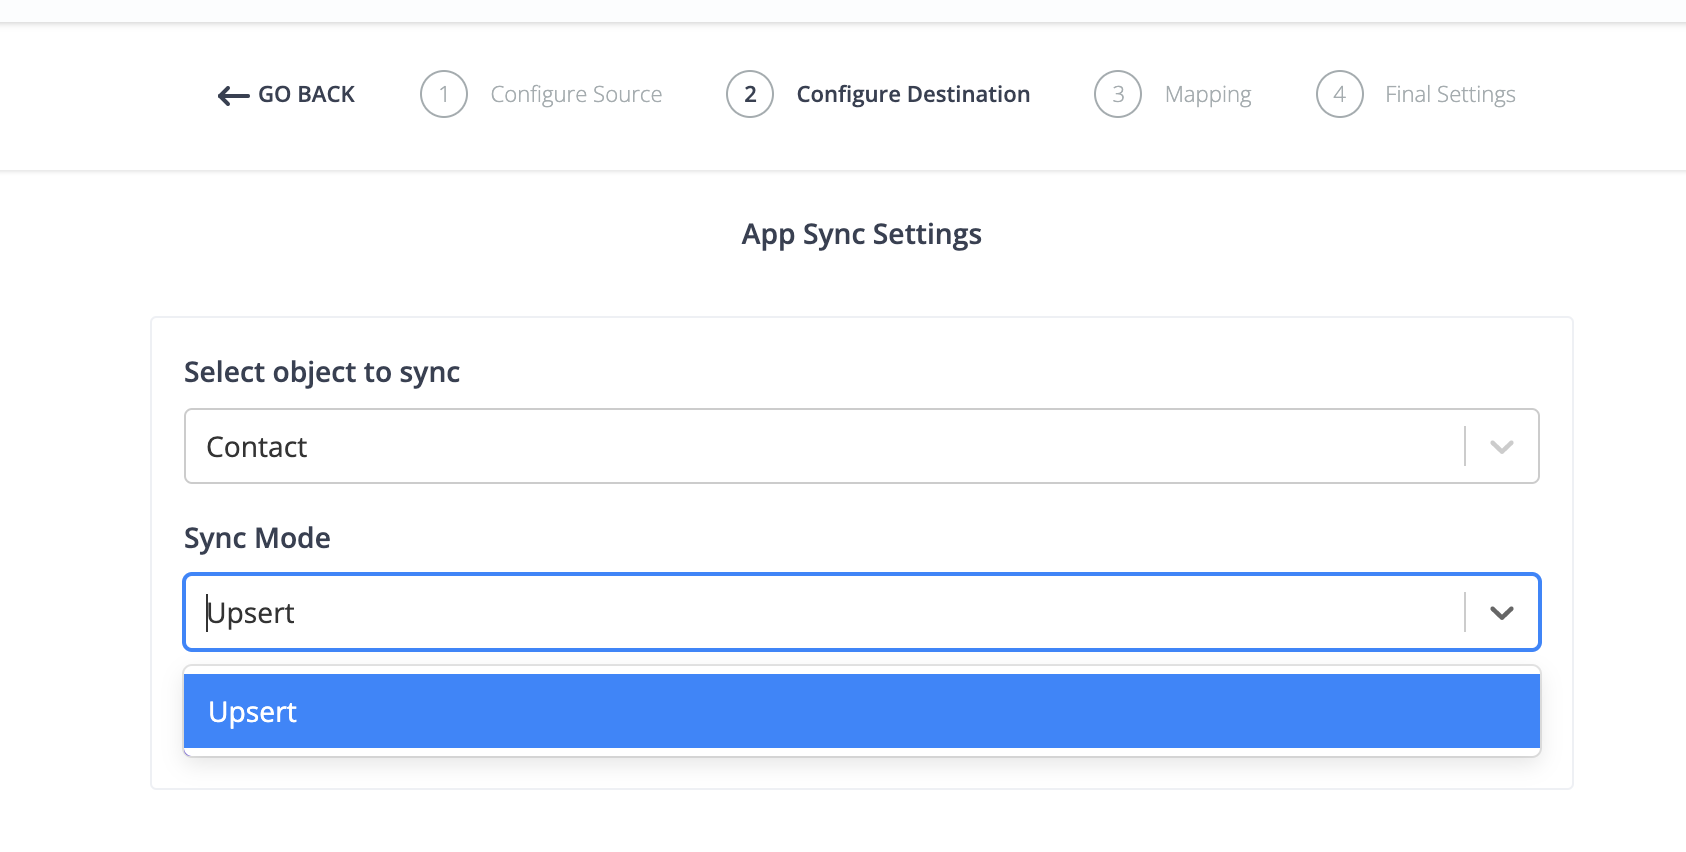 GO BACK 1 Configure Source 2 Configure Destination 3 Mapping 4 Final Settings
App Sync Settings
Select object to sync
Contact
Sync Mode
Upsert
Upsert